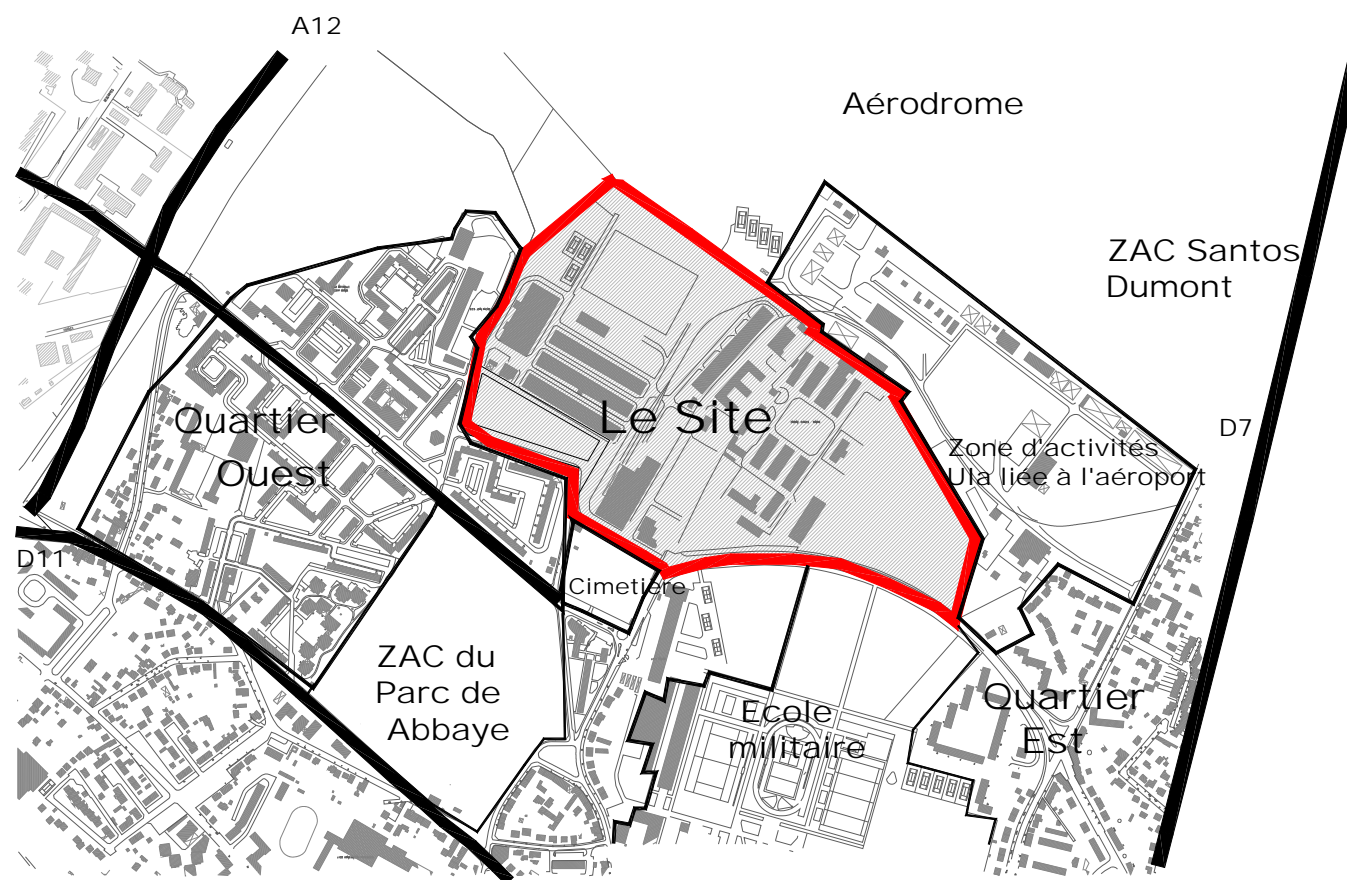 A12
Aérodrome
ZAC Santos
Dumont
Quartier
Ouest
Le Site
D7
Zone d'activités
Ula liée à l'aéroport
D11
Cimetière
ZAC du
Parc de
Abbaye
Ecole
militaire
Quartier
Est